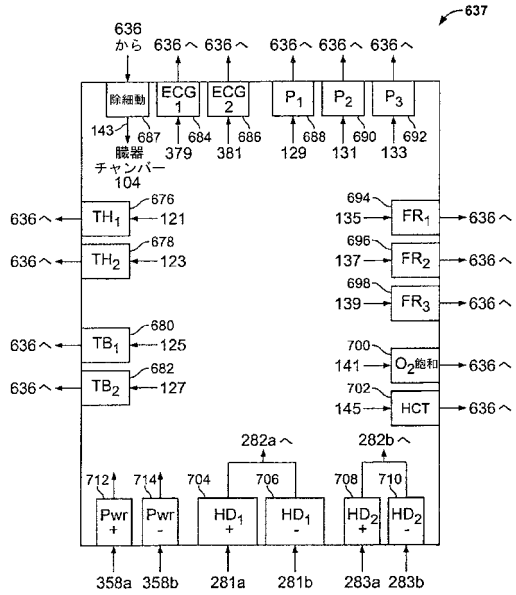 637
636
から
636へ
636へ
636へ
636へ
636へ
除細動
ECG
1
ECG
2
P1
P2
P3
143
687
684
686
688
690
692
臓器
チャンバー
104
379
381
129
131
133
676
636へ
TH1
121
678
636へ
TH2
123
680
636へ
TB1
125
682
636へ
TB2
127
694
135
FR1
636へ
696
137
FR2
636へ
698
139
FR3
636へ
700
141
O2飽和
636へ
702
145
HCT
636へ
282aへ
282bへ
712
714
704
706
708
710
Pwr
+
Pwr
-
HD1
+
HD1
-
HD2
+
HD2
-
358a
358b
281a
281b
283a
283b